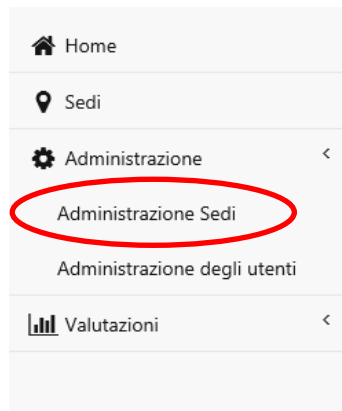 Home
Sedi
Administrazione
Administrazione Sedi
Administrazione degli utenti
Valutazioni